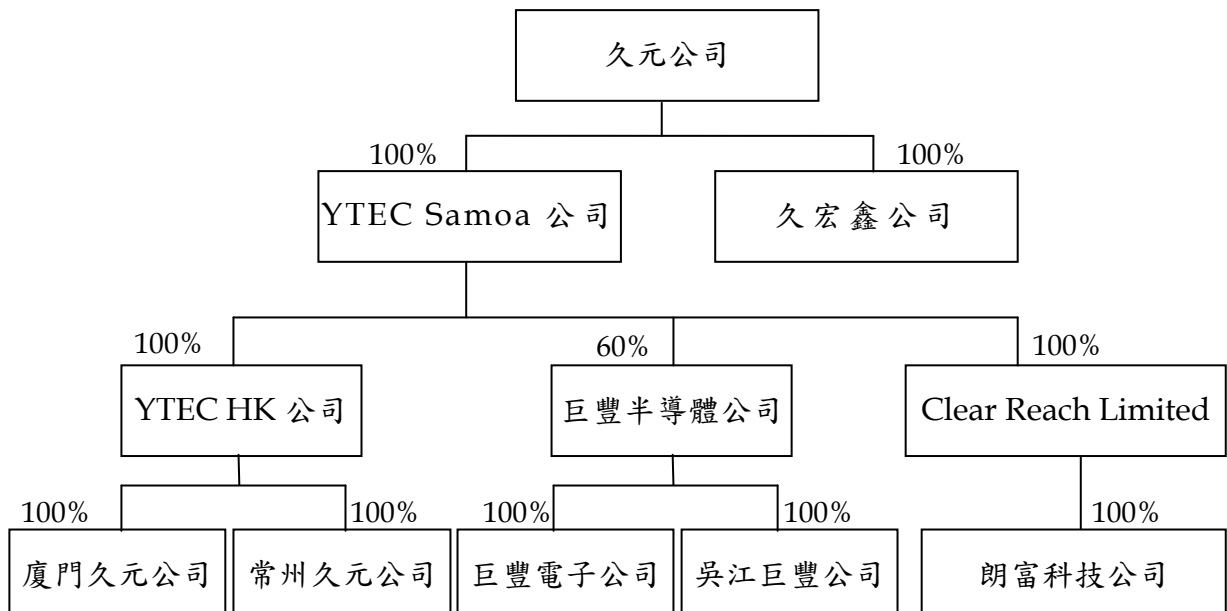 久元公司
100%
100%
YTEC Samoa 公司
久宏鑫公司
100%
60%
100%
YTEC HK 公司
巨豐半導體公司
Clear Reach Limited
100%
100%
100%
100%
100%
廈門久元公司
常州久元公司
巨豐電子公司
吳江巨豐公司
朗富科技公司